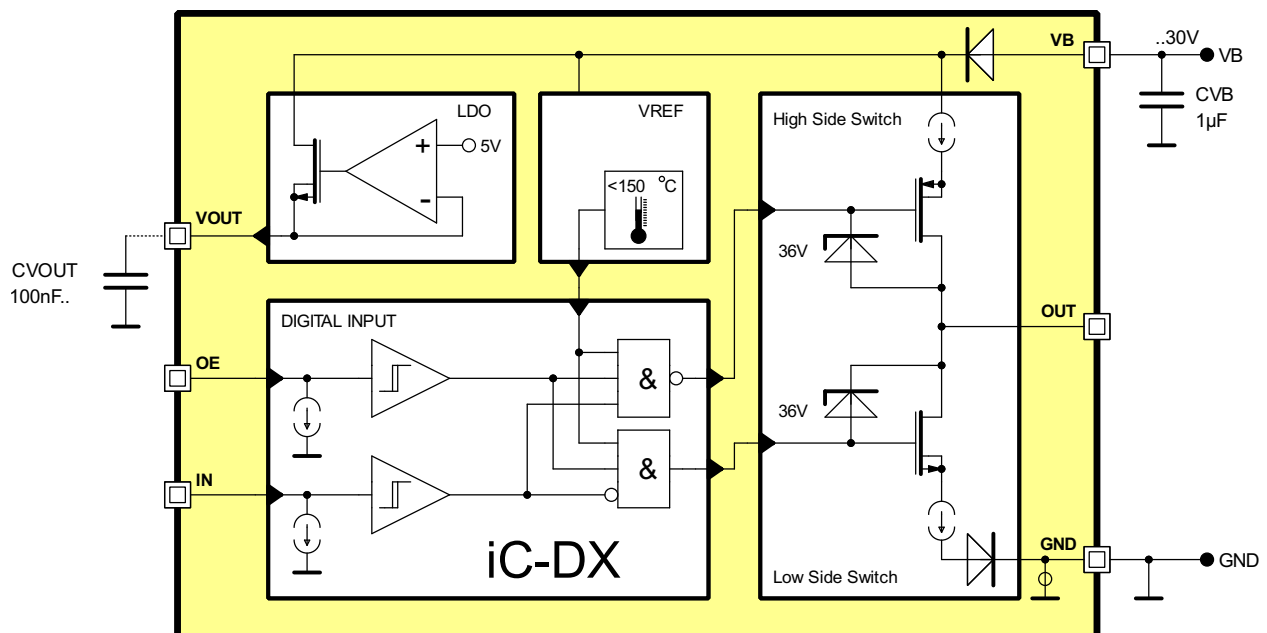 VB
..30V
VB
CVB
1µF
LDO
VREF
High Side Switch
+
5V
-
<150 °C
VOUT
36V
CVOUT
100nF..
OUT
DIGITAL INPUT
OE
&
36V
&
IN
iC-DX
GND
GND
Low Side Switch